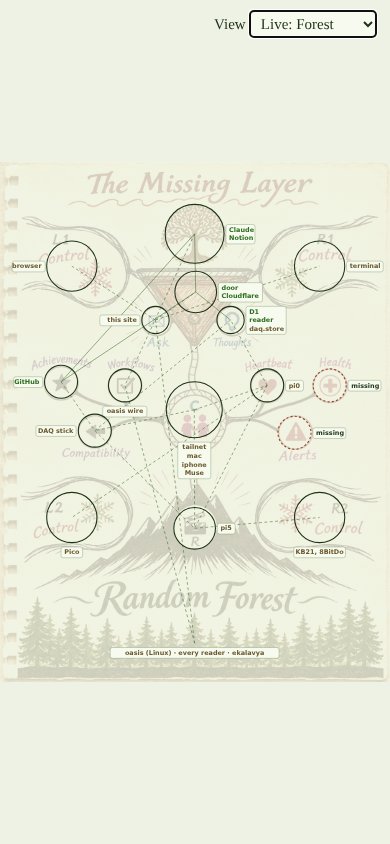 View Live: Forest
The Missing Layer
L1
Control
R1
Control
Claude
Notion
browser
terminal
door
Cloudflare
this site
D1
reader
daq.store
Ask
Thoughts
Achievements
Workflows
Heartbeat
Health
GitHub
pi0
missing
oasis wire
C
DAQ stick
missing
tailnet
mac
iphone
Muse
Compatibility
Alerts
L2
Control
R2
Control
pi5
R
Pico
KB21, 8BitDo
Random Forest
oasis (Linux) · every reader · ekalavya